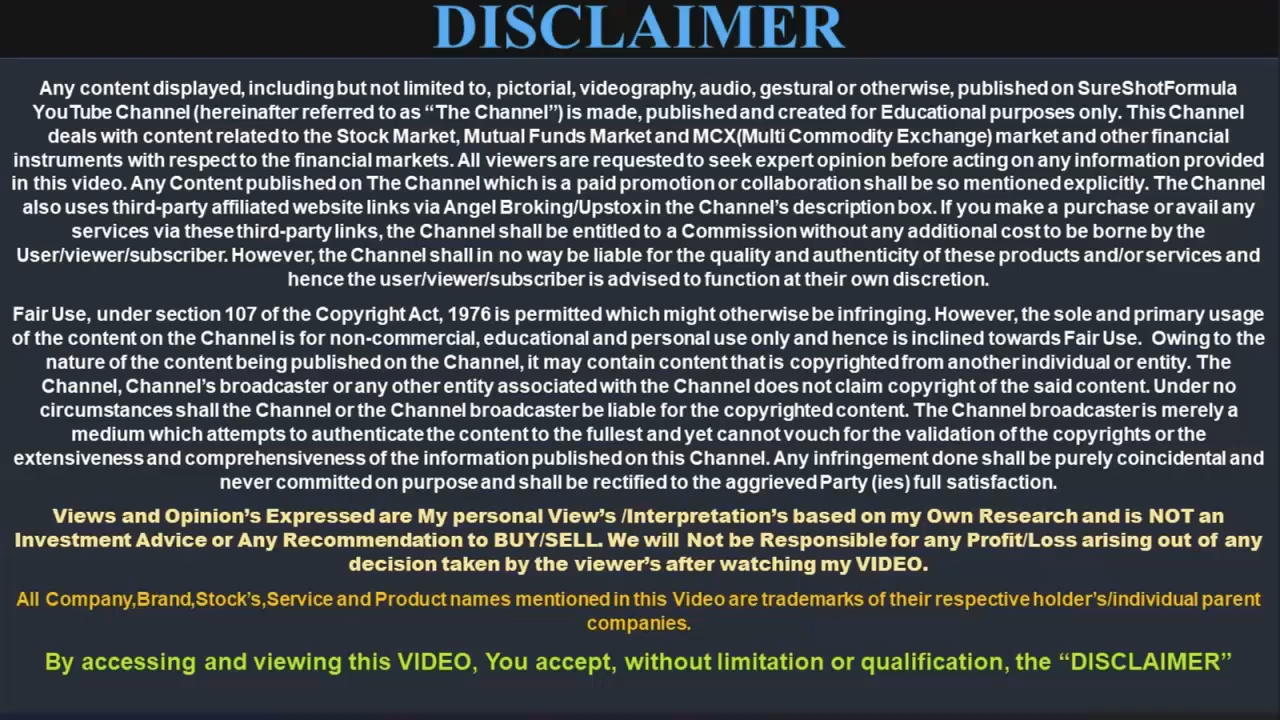 DISCLAIMER
Any content displayed, including but not limited to, pictorial, videography, audio, gestural or otherwise, published on SureShotFormula
YouTube Channel (hereinafter referred to as “The Channel”) is made, published and created for Educational purposes only. This Channel
deals with content related to the Stock Market, Mutual Funds Market and MCX(Multi Commodity Exchange) market and other financial
instruments with respect to the financial markets. All viewers are requested to seek expert opinion before acting on any information provided
in this video. Any Content published on The Channel which is a paid promotion or collaboration shall be so mentioned explicitly. The Channel
also uses third-party affiliated website links via Angel Broking/Upstox in the Channel’s description box. If you make a purchase or avail any
services via these third-party links, the Channel shall be entitled to a Commission without any additional cost to be borne by the
User/viewer/subscriber. However, the Channel shall in no way be liable for the quality and authenticity of these products and/or services and
hence the user/viewer/subscriber is advised to function at their own discretion.
Fair Use, under section 107 of the Copyright Act, 1976 is permitted which might otherwise be infringing. However, the sole and primary usage
of the content on the Channel is for non-commercial, educational and personal use only and hence is inclined towards Fair Use. Owing to the
nature of the content being published on the Channel, it may contain content that is copyrighted from another individual or entity. The
Channel, Channel’s broadcaster or any other entity associated with the Channel does not claim copyright of the said content. Under no
circumstances shall the Channel or the Channel broadcaster be liable for the copyrighted content. The Channel broadcaster is merely a
medium which attempts to authenticate the content to the fullest and yet cannot vouch for the validation of the copyrights or the
extensiveness and comprehensiveness of the information published on this Channel. Any infringement done shall be purely coincidental and
never committed on purpose and shall be rectified to the aggrieved Party (ies) full satisfaction.
Views and Opinion’s Expressed are My personal View’s /Interpretation’s based on my Own Research and is NOT an
Investment Advice or Any Recommendation to BUY/SELL. We will Not be Responsible for any Profit/Loss arising out of any
decision taken by the viewer’s after watching my VIDEO.
All Company,Brand,Stock’s,Service and Product names mentioned in this Video are trademarks of their respective holder’s/individual parent
companies.
By accessing and viewing this VIDEO, You accept, without limitation or qualification, the “DISCLAIMER”